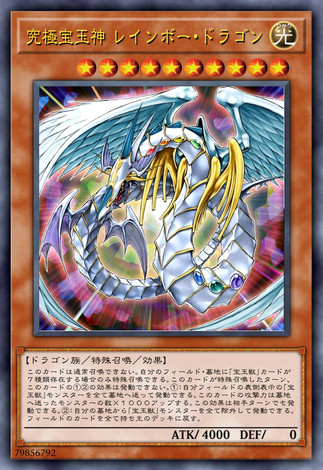 究極宝玉神 レインボー・ドラゴン
光
【ドラゴン族／特殊召喚／効果】
このカードは通常召喚できない。自分のフィールド・墓地に「宝玉獣」カードが
７種類存在する場合のみ特殊召喚できる。このカードが特殊召喚したターン、
このカードの①②の効果は発動できない。①：自分フィールドの表側表示の「宝
玉獣」モンスターを全て墓地へ送って発動できる。このカードの攻撃力は墓地
へ送ったモンスターの数×１０００アップする。この効果は相手ターンでも発
動できる。②：自分の墓地から「宝玉獣」モンスターを全て除外して発動できる。
フィールドのカードを全て持ち主のデッキに戻す。
ATK/ 4000 DEF/ 0
79856792